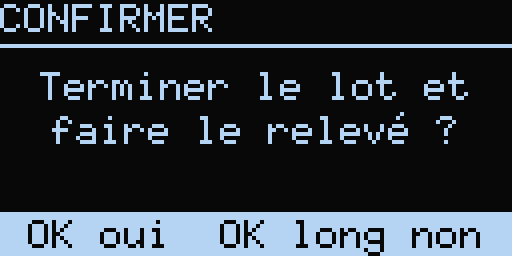 CONFIRMER
Terminer le lot et
faire le relevé ?
OK oui  OK long non